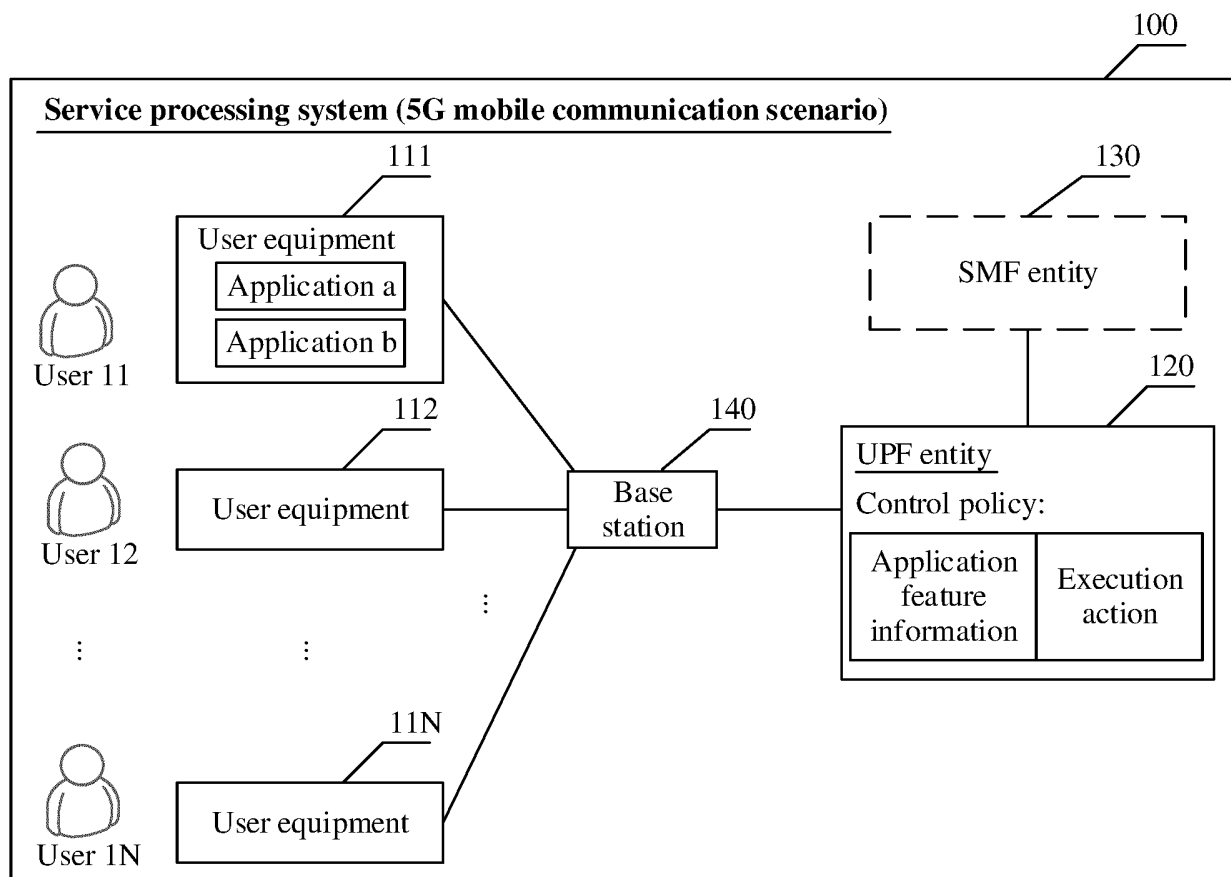 100
Service processing system (5G mobile communication scenario)
111
130
User equipment
Application a
Application b
SMF entity
User 11
120
112
140
UPF entity
Control policy:
User equipment
Base
station
Application
feature
information
Execution
action
User 12
...
...
...
11N
User equipment
User 1N